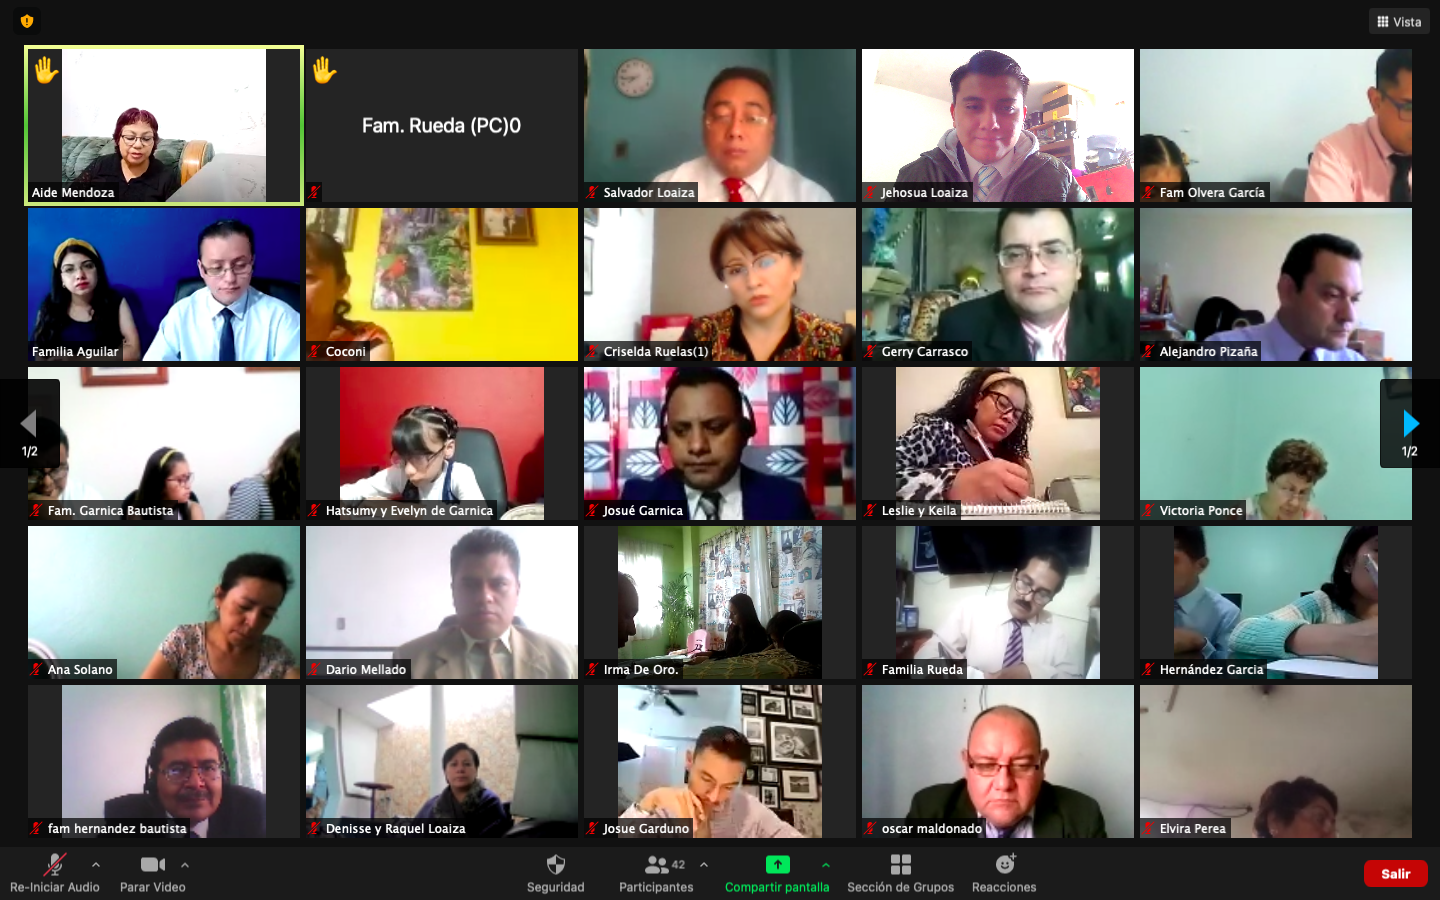 Vista
Aide Mendoza
Fam. Rueda (PC)0
Salvador Loaiza
Jehosua Loaiza
Fam Olvera García
Familia Aguilar
Coconi
Criselda Ruelas(1)
Gerry Carrasco
Alejandro Pizaña
1/2
Fam. Garnica Bautista
Hatsumy y Evelyn de Garnica
Josué Garnica
Leslie y Keila
Victoria Ponce
1/2
Ana Solano
Dario Mellado
Irma De Oro.
Familia Rueda
Hernández Garcia
fam hernandez bautista
Denisse y Raquel Loaiza
Josue Garduno
oscar maldonado
Elvira Perea
Re-Iniciar Audio
Parar Video
Seguridad
Participantes
42
Compartir pantalla
Sección de Grupos
Reacciones
Salir